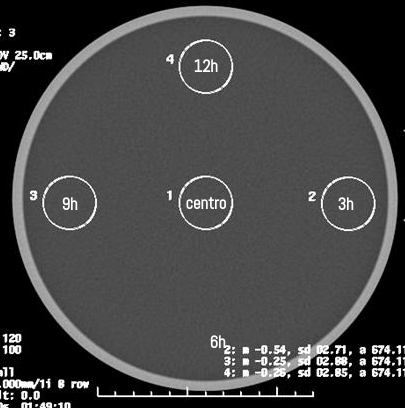 : 3
OV 25.0cm
4
12h
3
9h
1
centro
2
3h
6h
120
100
2: m -0.54, sd 02.71, a 674.1
3: m -0.25, sd 02.88, a 674.1
4: m -0.26, sd 02.85, a 674.1
.000mm/1i 8 row
lt: 0.0
01:49:10